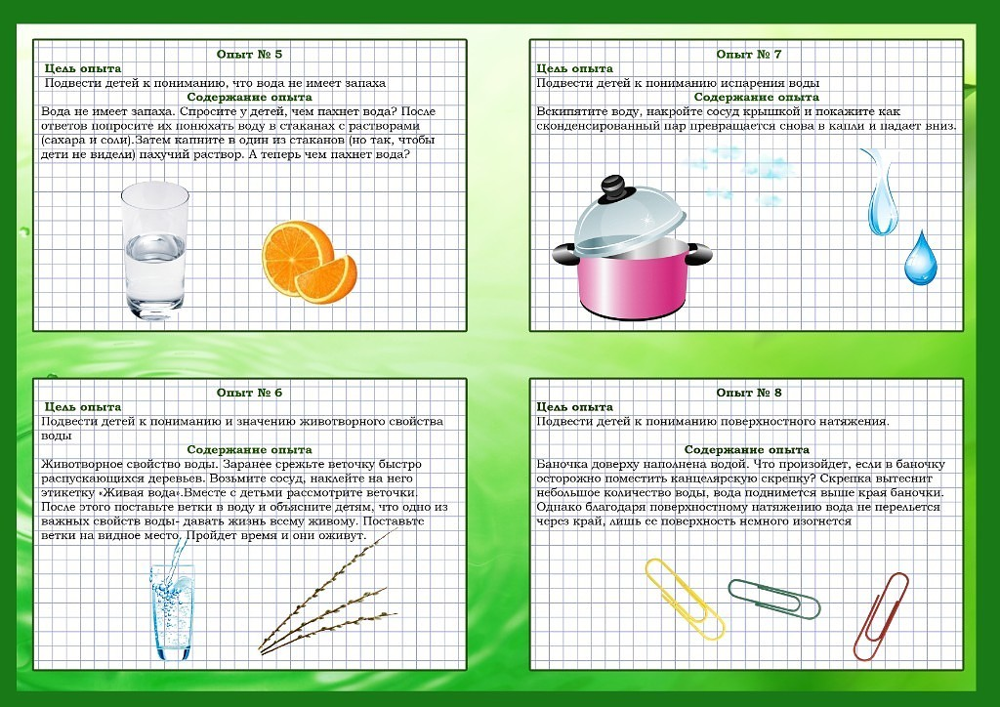 Опыт № 5
Цель опыта
Подвести детей к пониманию, что вода не имеет запаха
Содержание опыта
Вода не имеет запаха. Спросите у детей, чем пахнет вода? После
ответов попросите их понюхать воду в стаканах с растворами
(сахара и соли).Затем капните в один из стаканов (но так, чтобы
дети не видели) пахучий раствор. А теперь чем пахнет вода?
Опыт № 7
Цель опыта
Подвести детей к пониманию испарения воды
Содержание опыта
Вскипятите воду, накройте сосуд крышкой и покажите как
сконденсированный пар превращается снова в капли и падает вниз.
Опыт № 6
Цель опыта
Подвести детей к пониманию и значению животворного свойства
воды
Содержание опыта
Животворное свойство воды. Заранее срежьте веточку быстро
распускающихся деревьев. Возьмите сосуд, наклейте на него
этикетку «Живая вода».Вместе с детьми рассмотрите веточки.
После этого поставьте ветки в воду и объясните детям, что одно из
важных свойств воды- давать жизнь всему живому. Поставьте
ветки на видное место. Пройдет время и они оживут.
Опыт № 8
Цель опыта
Подвести детей к пониманию поверхностного натяжения.
Содержание опыта
Баночка доверху наполнена водой. Что произойдет, если в баночку
осторожно поместить канцелярскую скрепку? Скрепка вытеснит
небольшое количество воды, вода поднимется выше края баночки.
Однако благодаря поверхностному натяжению вода не перельется
через край, лишь ее поверхность немного изогнется